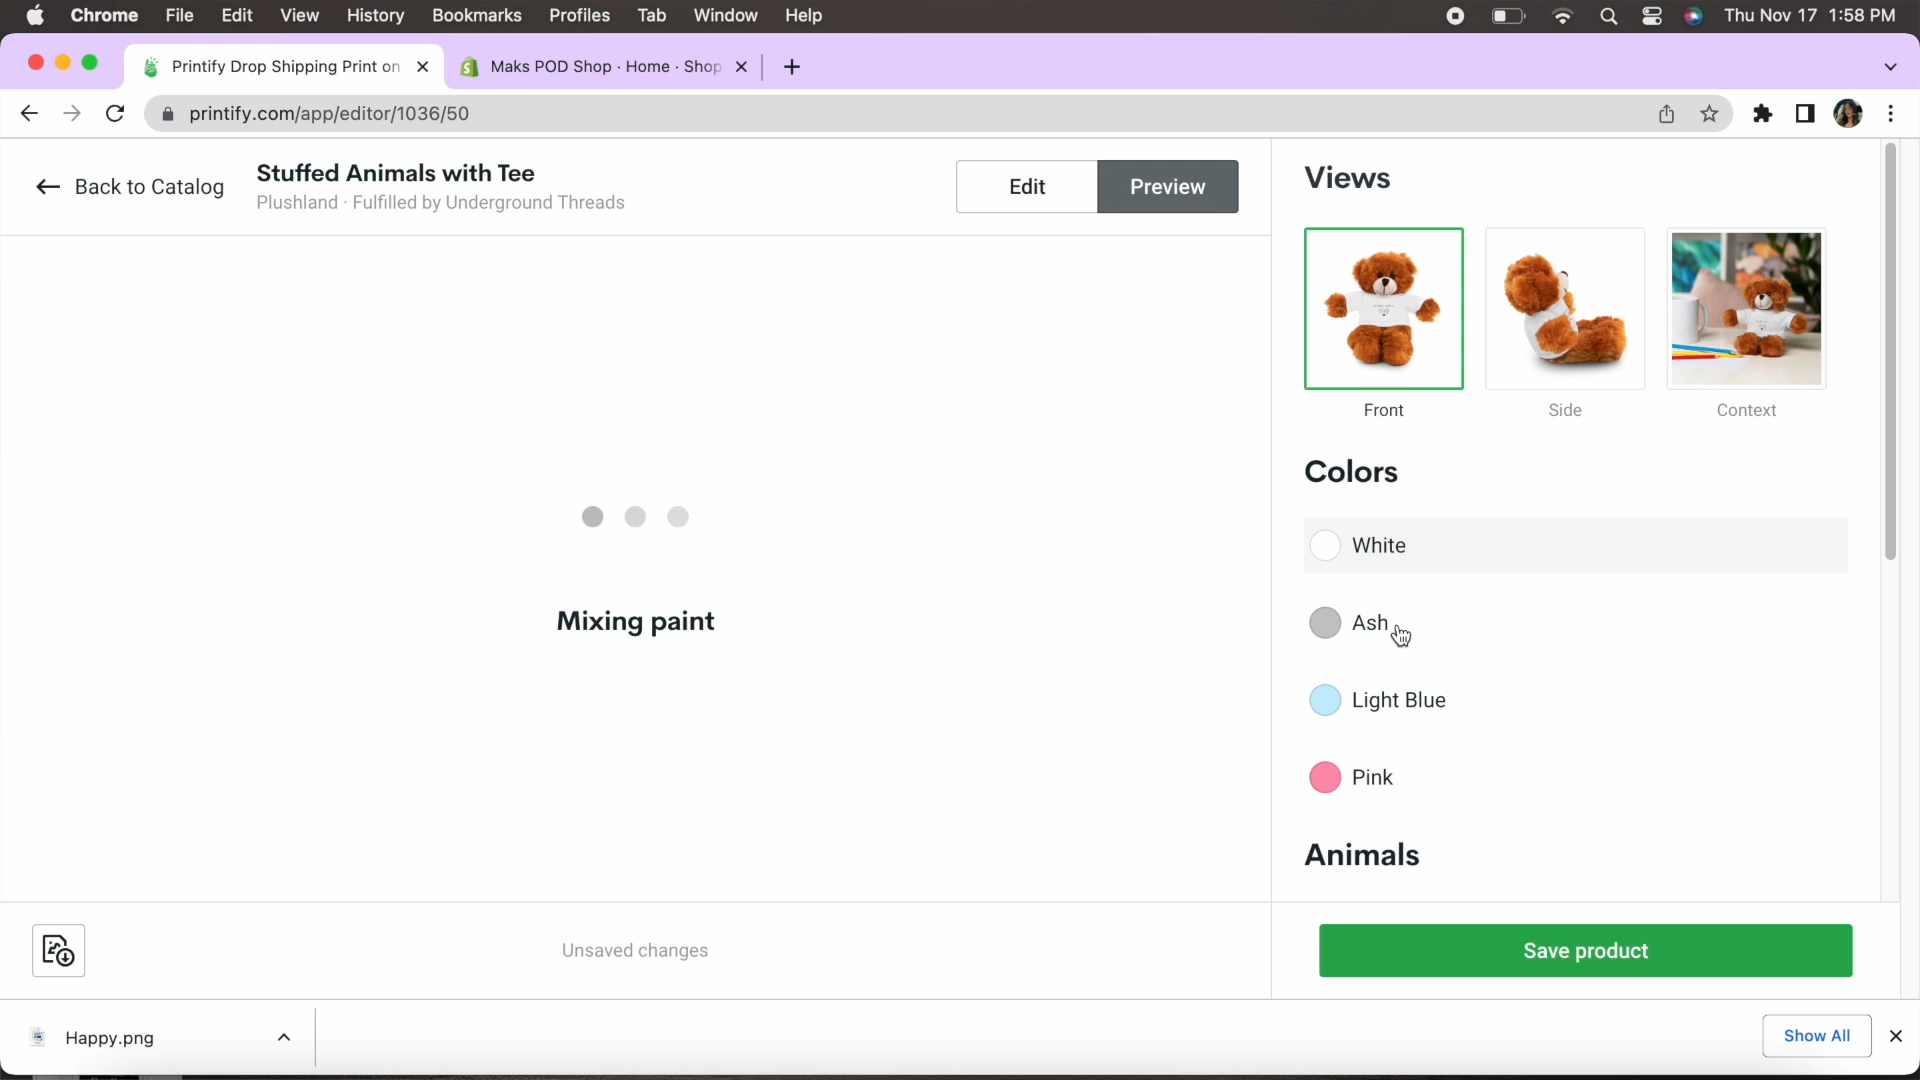 Chrome File Edit View History Bookmarks Profiles Tab Window Help Thu Nov 17 1:58 PM
Printify Drop Shipping Print on Maks POD Shop · Home · Shop
printify.com/app/editor/1036/50
Back to Catalog
Stuffed Animals with Tee
Plushland · Fulfilled by Underground Threads
Edit Preview
Views
Front Side Context
Colors
White
Ash
Light Blue
Pink
Animals
Mixing paint
Unsaved changes
Save product
Happy.png
Show All